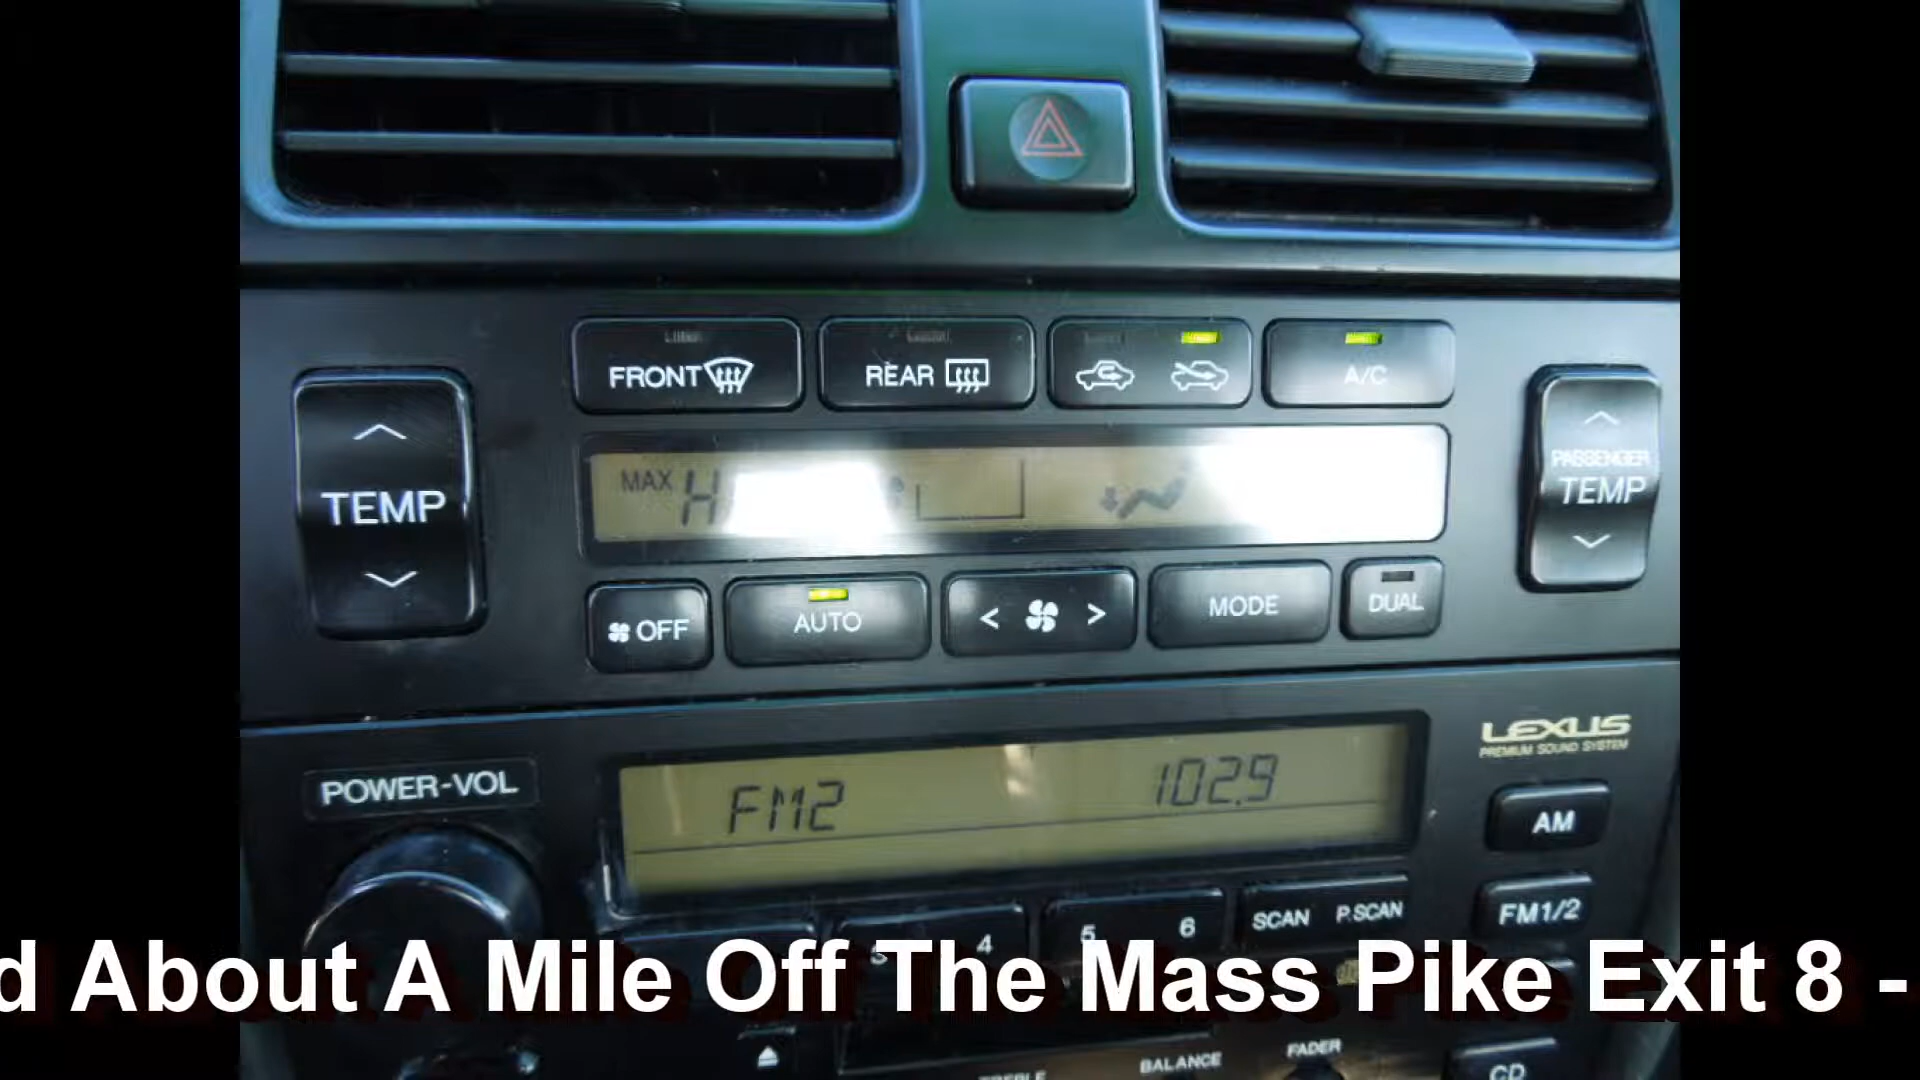 FRONT
REAR
A/C
TEMP
MAX H
PASSENGER
TEMP
OFF
AUTO
< >
MODE
DUAL
LEXUS
PREMIUM SOUND SYSTEM
POWER-VOL
FM2 102.9
AM
3 4 5 6 SCAN P.SCAN
FM1/2
d About A Mile Off The Mass Pike Exit 8 -
BALANCE
FADER
TREBLE
CD